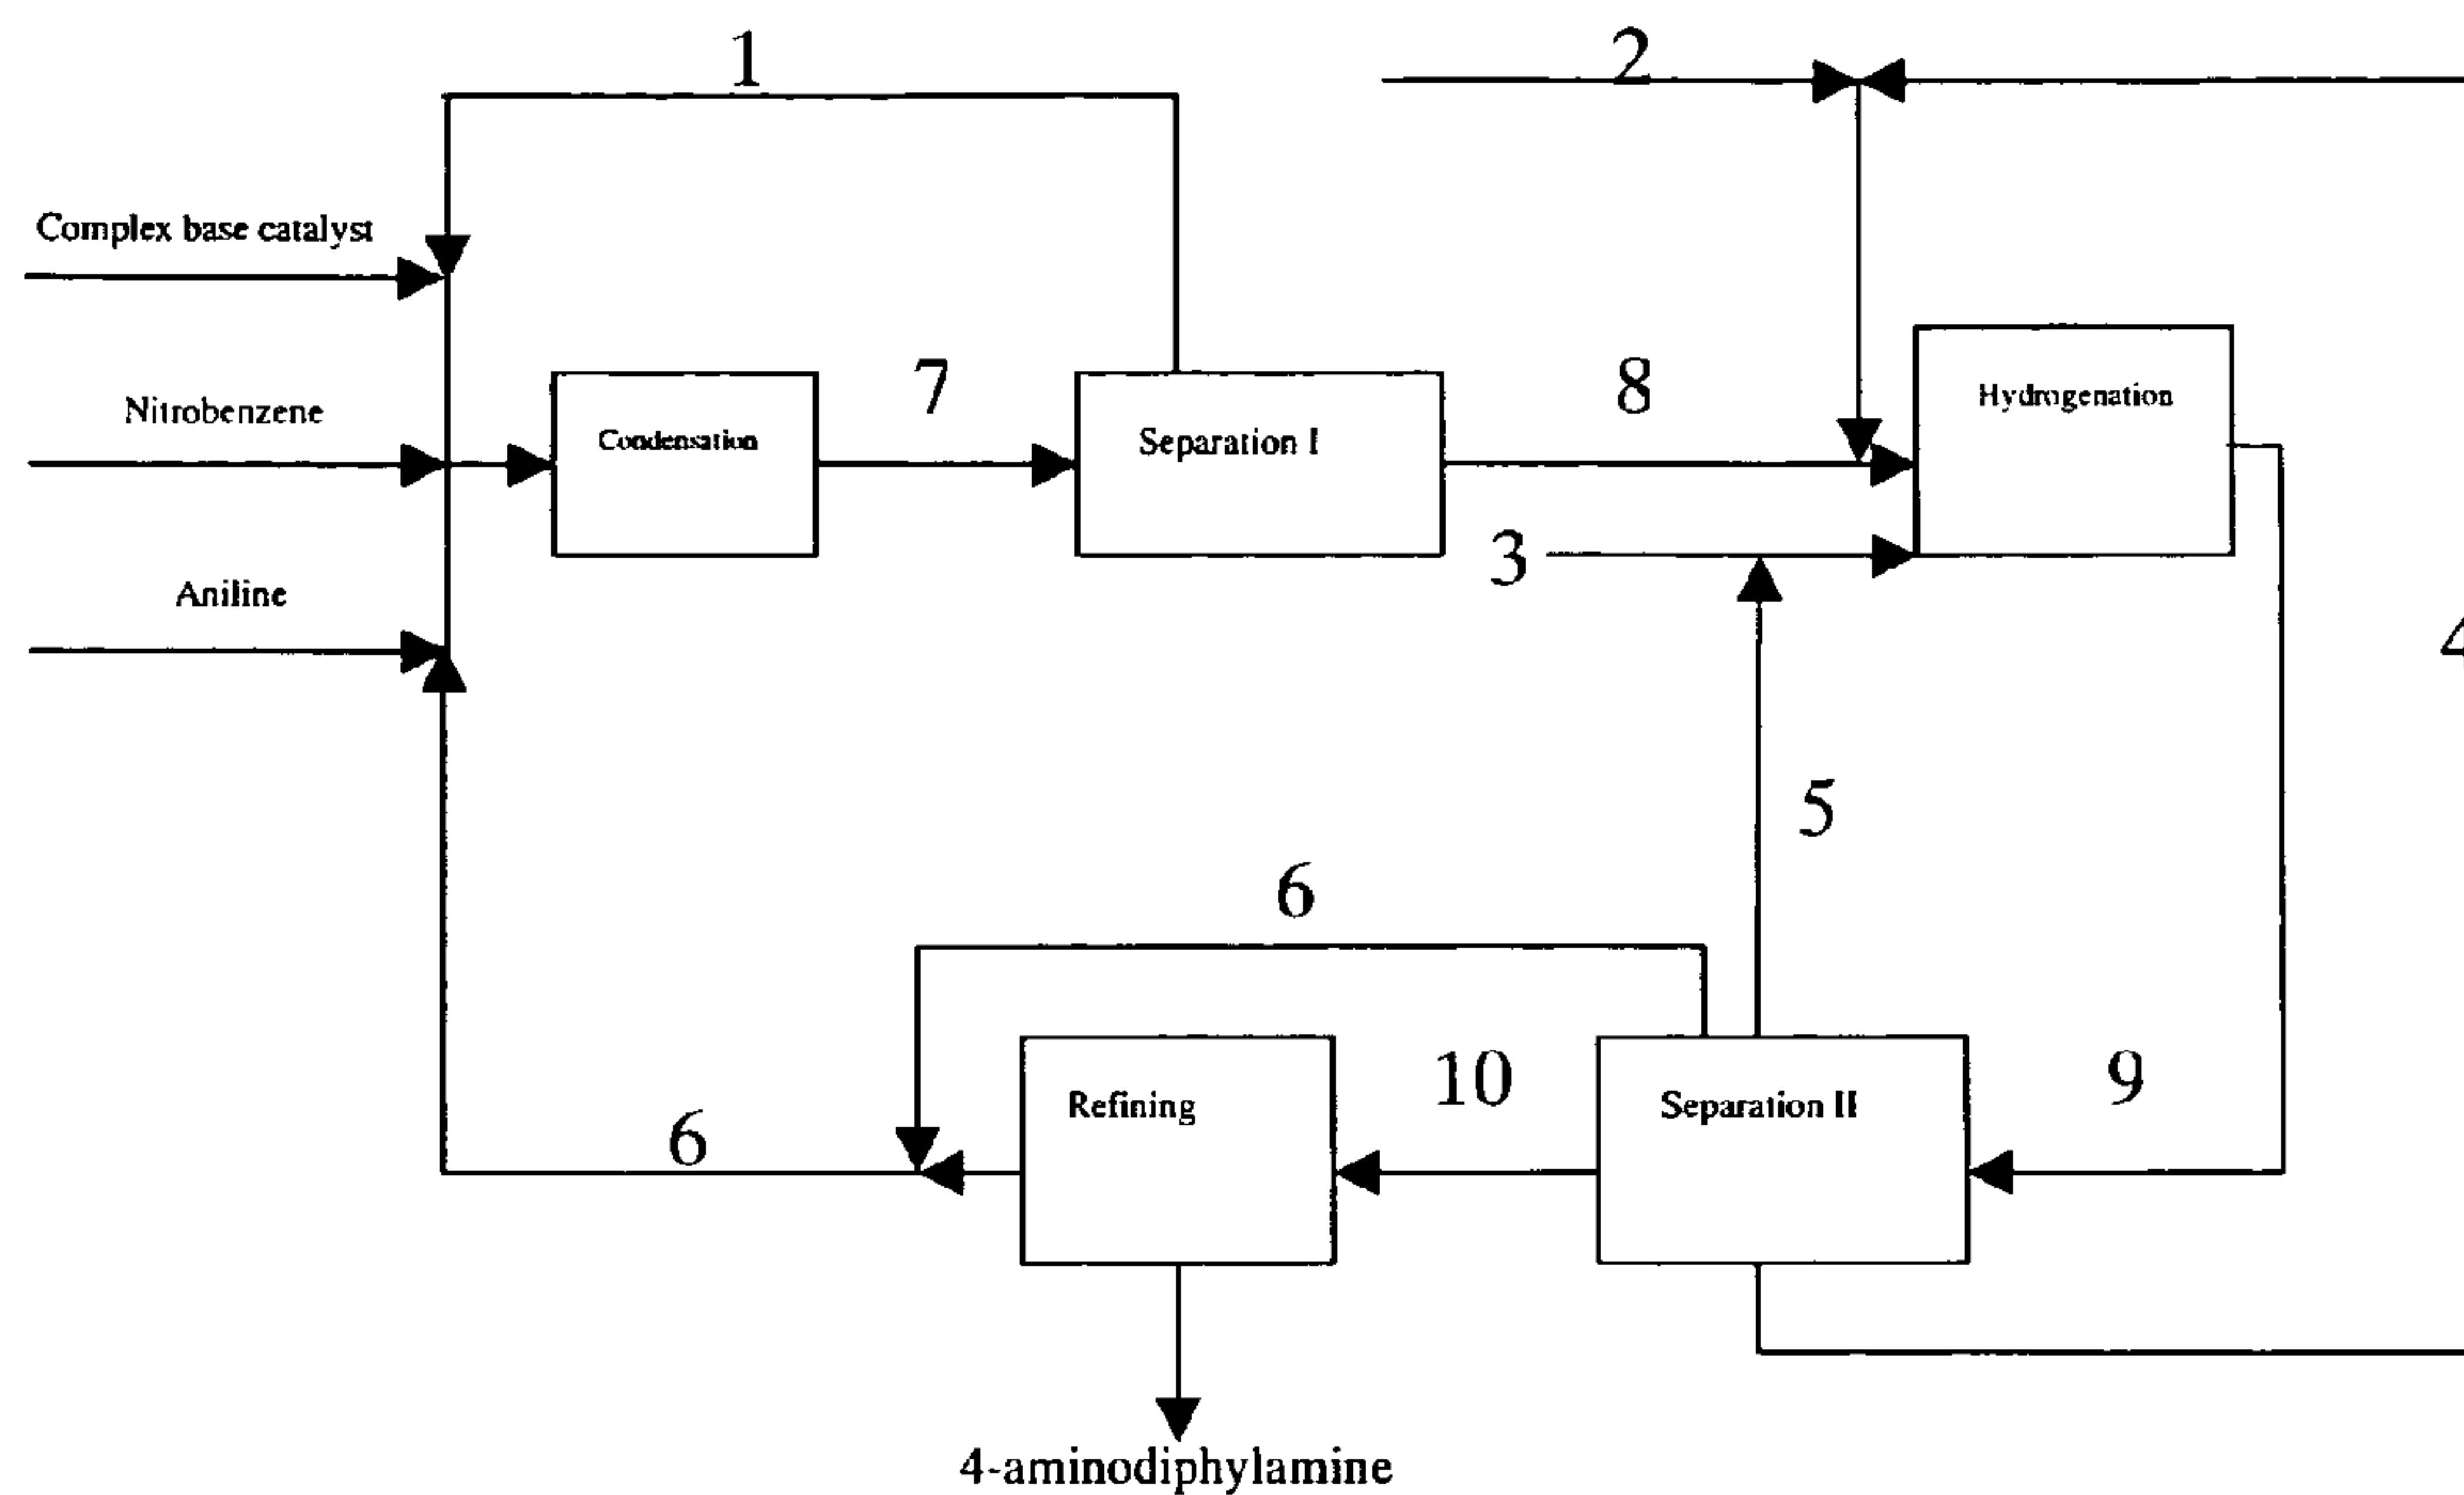 1
2
Complex base catalyst
Nitrobenzene
Condensation
7
Separation I
8
Hydrogenation
3
Aniline
4
5
6
Refining
10
Separation II
9
6
4-aminodiphylamine